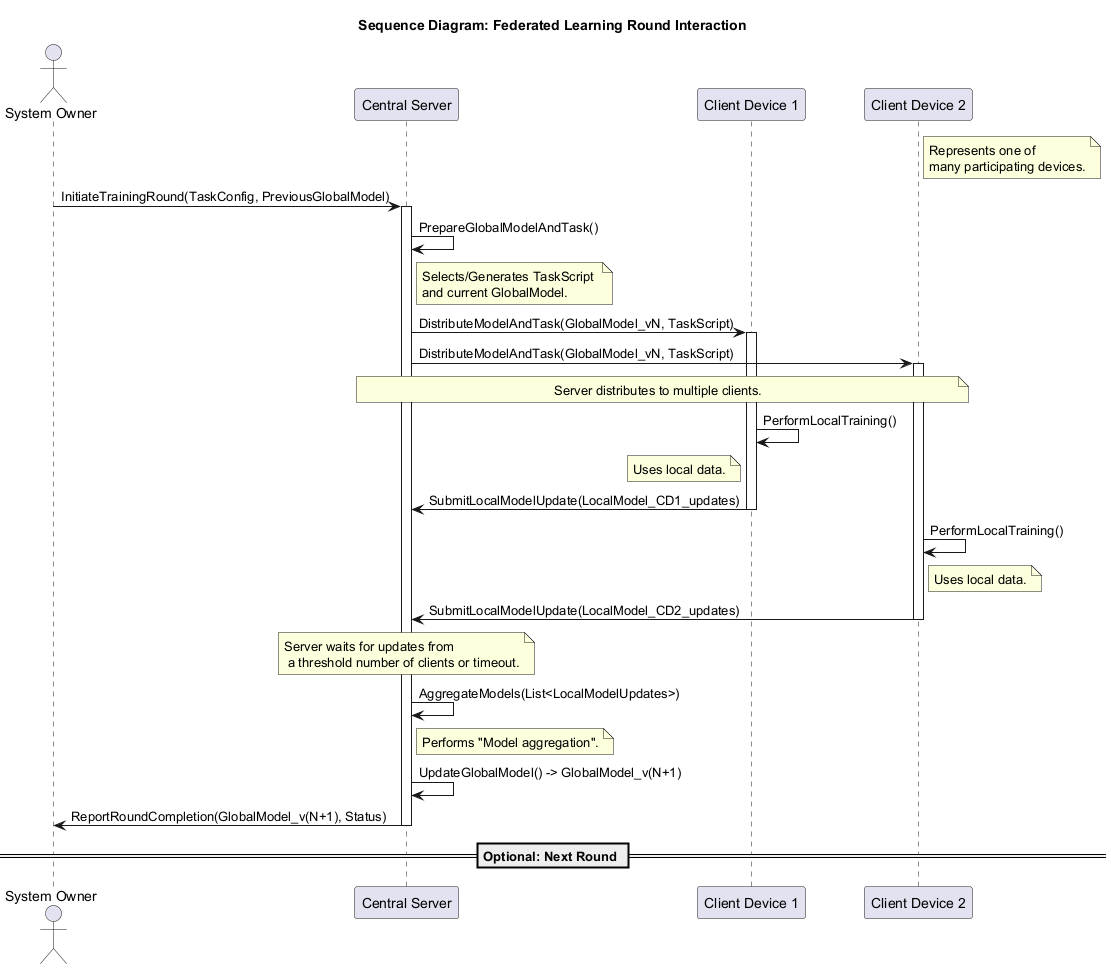 Sequence Diagram: Federated Learning Round Interaction
System Owner
Central Server
Client Device 1
Client Device 2
Represents one of
many participating devices.
InitiateTrainingRound(TaskConfig, PreviousGlobalModel)
PrepareGlobalModelAndTask()
Selects/Generates TaskScript
and current GlobalModel.
DistributeModelAndTask(GlobalModel_vN, TaskScript)
DistributeModelAndTask(GlobalModel_vN, TaskScript)
Server distributes to multiple clients.
PerformLocalTraining()
Uses local data.
SubmitLocalModelUpdate(LocalModel_CD1_updates)
PerformLocalTraining()
Uses local data.
SubmitLocalModelUpdate(LocalModel_CD2_updates)
Server waits for updates from
a threshold number of clients or timeout.
AggregateModels(List<LocalModelUpdates>)
Performs "Model aggregation".
UpdateGlobalModel() -> GlobalModel_v(N+1)
ReportRoundCompletion(GlobalModel_v(N+1), Status)
Optional: Next Round
System Owner
Central Server
Client Device 1
Client Device 2